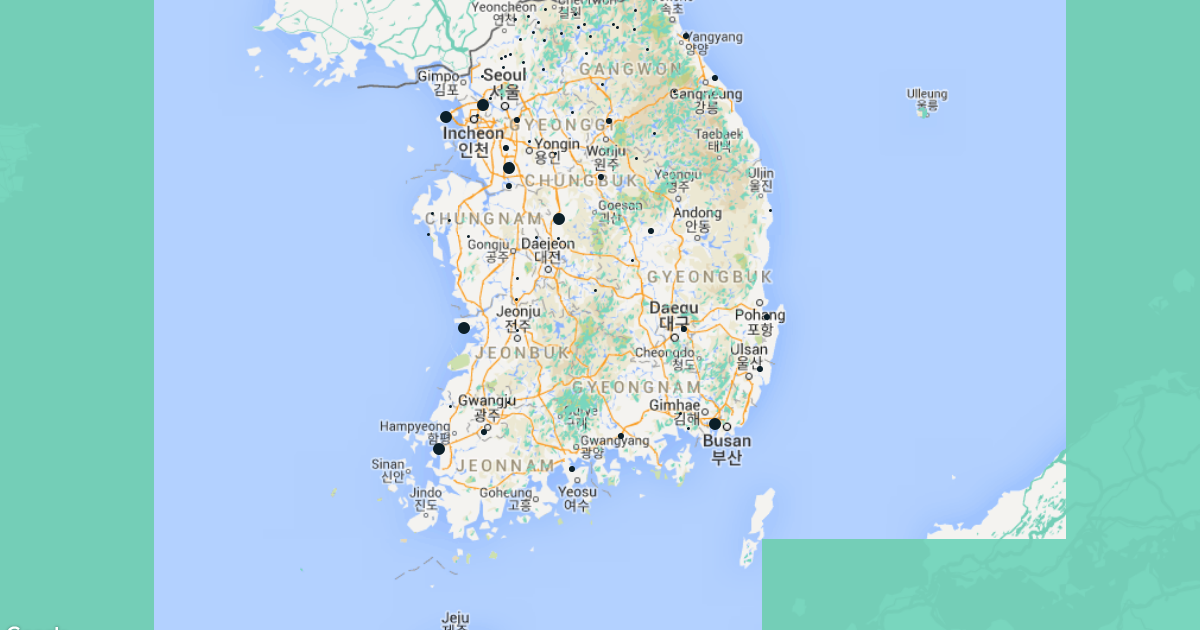 Yeoncheon
연천
Cheorwon
철원
속초
Yangyang
양양
GANGWON
Gimpo
김포
Seoul
서울
Gangneung
강릉
Ulleung
울릉
GYEONGGI
Incheon
인천
Yongin
용인
Wonju
원주
Taebaek
태백
CHUNGBUK
Yeongju
영주
Uljin
울진
CHUNGNAM
Goesan
괴산
Andong
안동
Gongju
공주
Daejeon
대전
GYEONGBUK
Jeonju
전주
Daegu
대구
Pohang
포항
JEONBUK
Cheongdo
청도
Ulsan
울산
GYEONGNAM
Gwangju
광주
Gurye
구례
Gimhae
김해
Hampyeong
함평
Gwangyang
광양
Busan
부산
Sinan
신안
JEONNAM
Jindo
진도
Goheung
고흥
Yeosu
여수
Jeju
제주